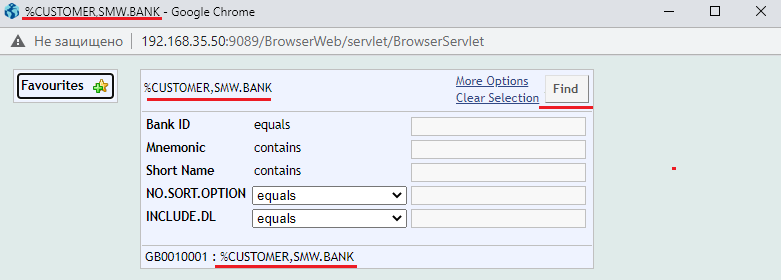 %CUSTOMER,SMW.BANK - Google Chrome
Не защищено 192.168.35.50:9089/BrowserWeb/servlet/BrowserServlet
Favourites
%CUSTOMER,SMW.BANK
More Options
Clear Selection
Find
Bank ID equals
Mnemonic contains
Short Name contains
NO.SORT.OPTION equals
INCLUDE.DL equals
GB0010001 : %CUSTOMER,SMW.BANK